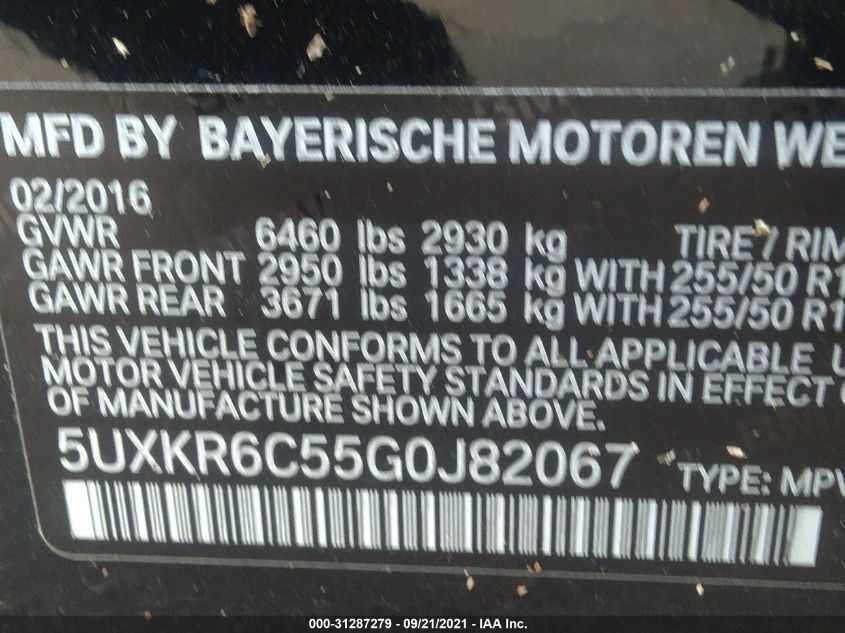 MFD BY BAYERISCHE MOTOREN WE
02/2016
GVWR 6460 lbs 2930 kg TIRE / RIM
GAWR FRONT 2950 lbs 1338 kg WITH 255/50 R1
GAWR REAR 3671 lbs 1665 kg WITH 255/50 R1
THIS VEHICLE CONFORMS TO ALL APPLICABLE U
MOTOR VEHICLE SAFETY STANDARDS IN EFFECT O
OF MANUFACTURE SHOWN ABOVE.
5UXKR6C55G0J82067 TYPE: MPV
000-31287279 - 09/21/2021 - IAAI.COM